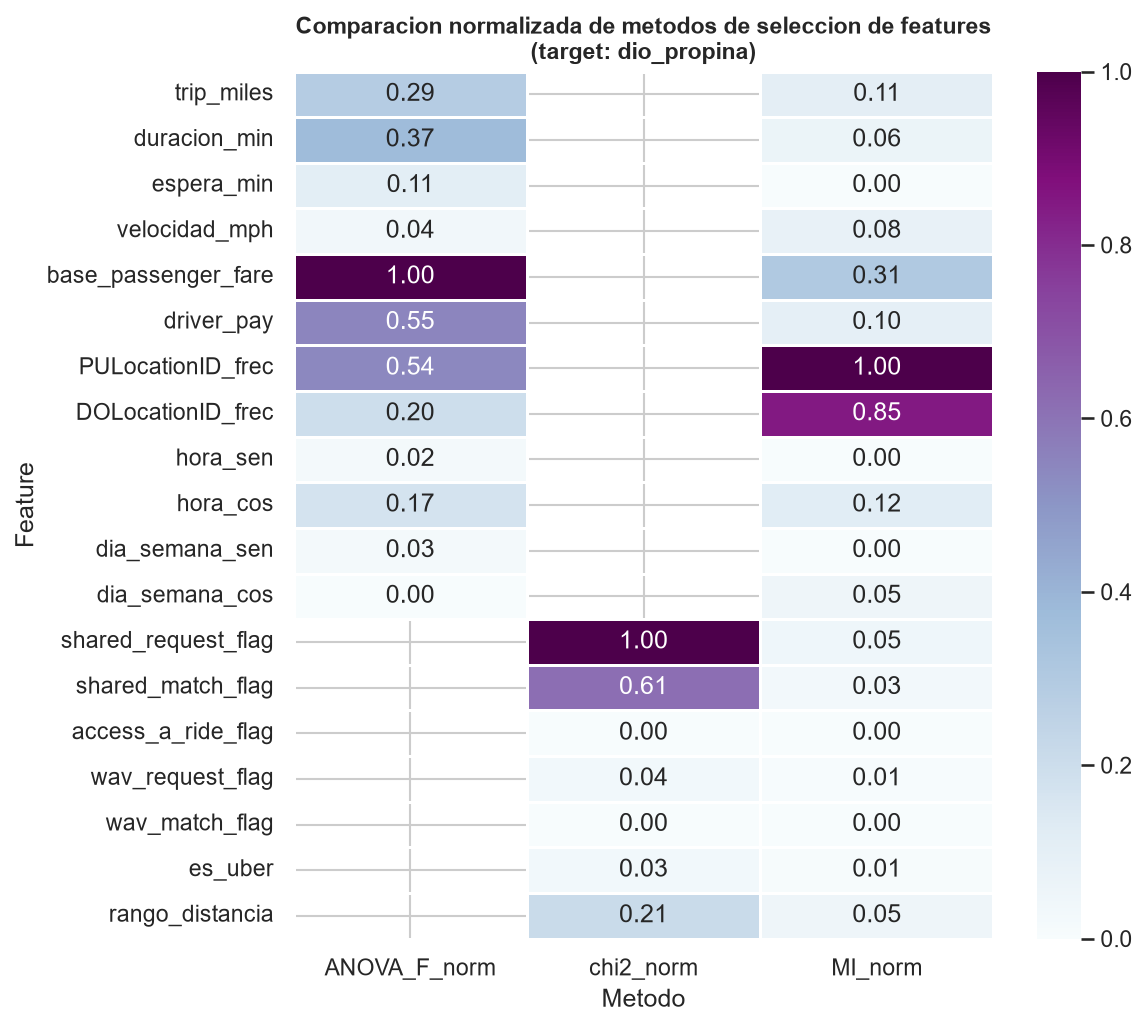 Comparacion normalizada de metodos de seleccion de features
(target: dio_propina)
trip_miles 0.29 0.11
duracion_min 0.37 0.06
espera_min 0.11 0.00
velocidad_mph 0.04 0.08
base_passenger_fare 1.00 0.31
driver_pay 0.55 0.10
PULocationID_frec 0.54 1.00
DOLocationID_frec 0.20 0.85
hora_sen 0.02 0.00
hora_cos 0.17 0.12
dia_semana_sen 0.03 0.00
dia_semana_cos 0.00 0.05
shared_request_flag 1.00 0.05
shared_match_flag 0.61 0.03
access_a_ride_flag 0.00 0.00
wav_request_flag 0.04 0.01
wav_match_flag 0.00 0.00
es_uber 0.03 0.01
rango_distancia 0.21 0.05
Feature
ANOVA_F_norm chi2_norm MI_norm
Metodo
1.0
0.8
0.6
0.4
0.2
0.0